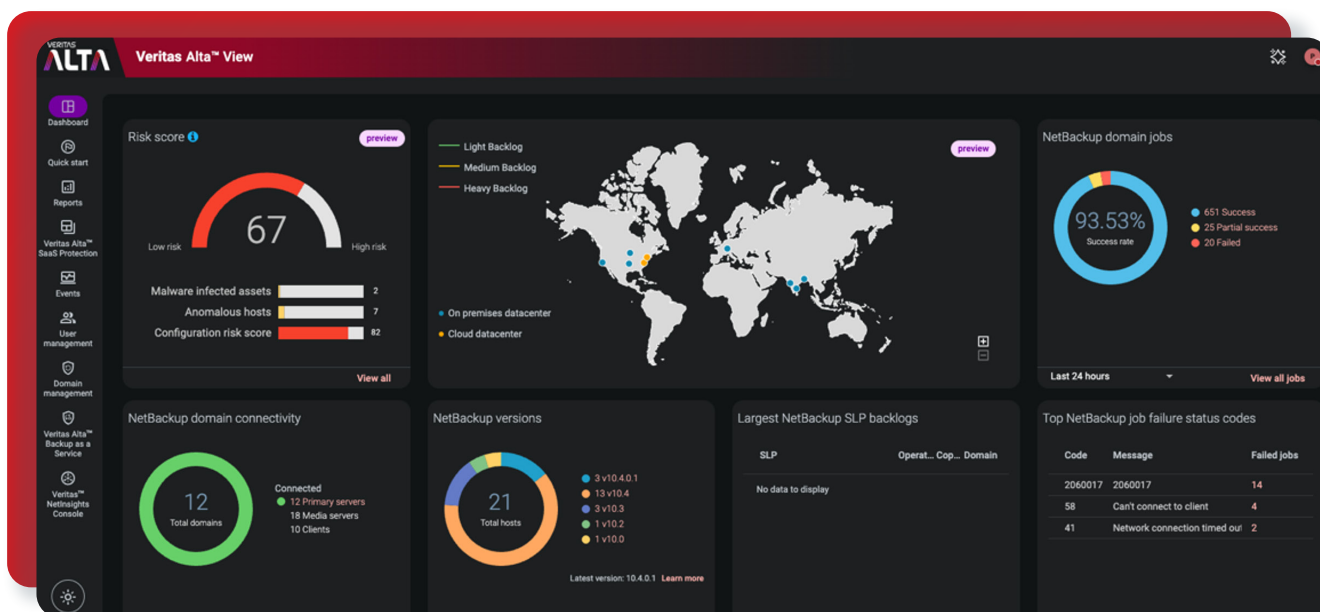 VERITAS
ALTA
Veritas Alta™ View
Dashboard
Quick start
Reports
Veritas Alta™
SaaS Protection
Events
User
management
Domain
management
Veritas Alta™
Backup as a
Service
Veritas™
NetInsights
Console
Risk score
preview
67
Low risk
High risk
Malware infected assets 2
Anomalous hosts 7
Configuration risk score 82
View all
Light Backlog
Medium Backlog
Heavy Backlog
preview
On premises datacenter
Cloud datacenter
NetBackup domain jobs
93.53%
Success rate
651 Success
25 Partial success
20 Failed
Last 24 hours
View all jobs
NetBackup domain connectivity
12
Total domains
Connected
12 Primary servers
18 Media servers
10 Clients
NetBackup versions
21
Total hosts
3 v10.4.0.1
13 v10.4
3 v10.3
1 v10.2
1 v10.0
Latest version: 10.4.0.1 Learn more
Largest NetBackup SLP backlogs
SLP Operat... Cop... Domain
No data to display
Top NetBackup job failure status codes
Code Message Failed jobs
2060017 2060017 14
58 Can't connect to client 4
41 Network connection timed out 2